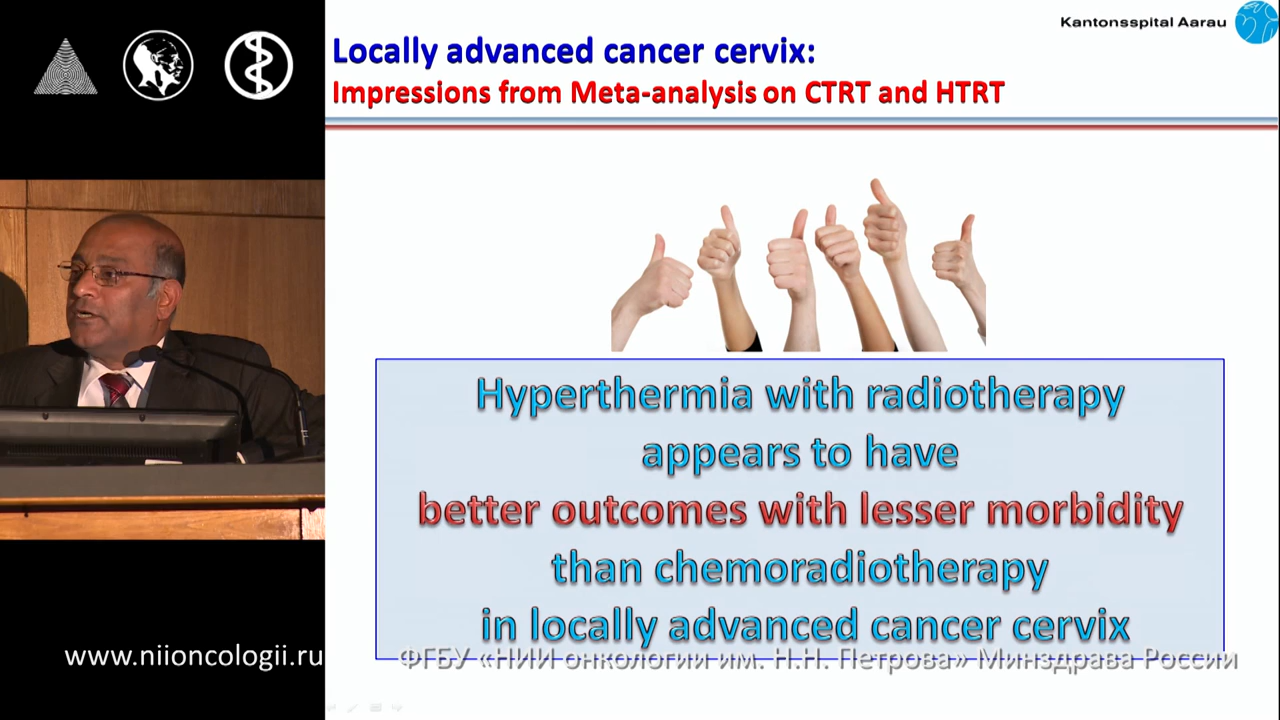 Kantonsspital Aarau
Locally advanced cancer cervix:
Impressions from Meta-analysis on CTRT and HTRT
Hyperthermia with radiotherapy
appears to have
better outcomes with lesser morbidity
than chemoradiotherapy
in locally advanced cancer cervix
www.niioncologii.ru
ФГБУ «НИИ онкологии им. Н.Н. Петрова» Минздрава России